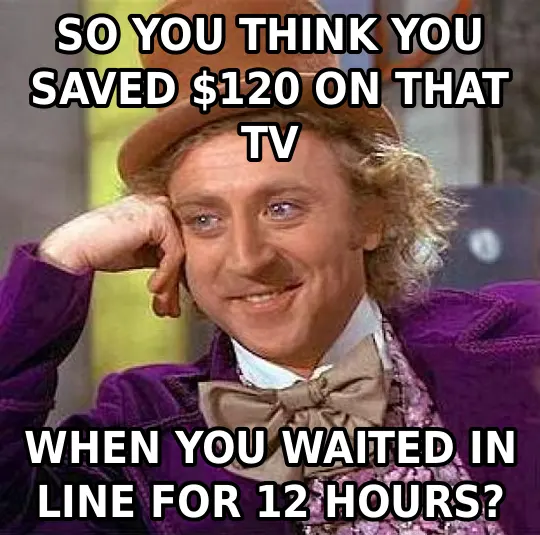 SO YOU THINK YOU
SAVED $120 ON THAT
TV
WHEN YOU WAITED IN
LINE FOR 12 HOURS?